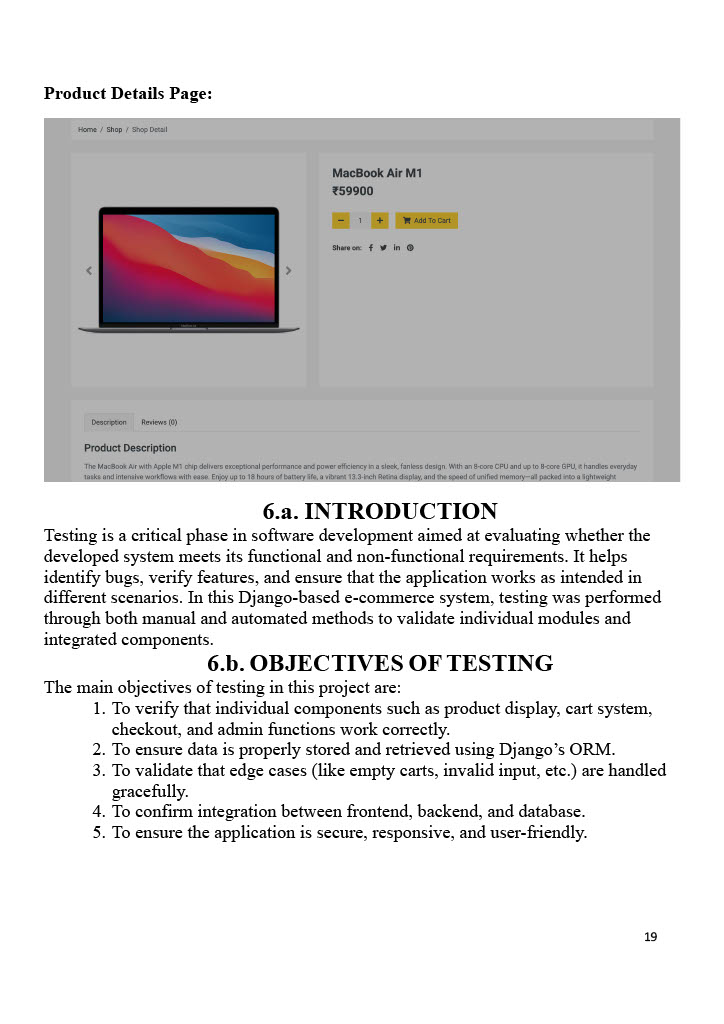 Product Details Page:
Home / Shop / Shop Detail
MacBook Air M1
₹59900
- 1 + Add To Cart
Share on:
Description Reviews (0)
Product Description
The MacBook Air with Apple M1 chip delivers exceptional performance and power efficiency in a sleek, fanless design. With an 8-core CPU and up to 8-core GPU, it handles everyday
tasks and intensive workflows with ease. Enjoy up to 18 hours of battery life, a vibrant 13.3-inch Retina display, and the speed of unified memory—all packed into a lightweight
6.a. INTRODUCTION
Testing is a critical phase in software development aimed at evaluating whether the
developed system meets its functional and non-functional requirements. It helps
identify bugs, verify features, and ensure that the application works as intended in
different scenarios. In this Django-based e-commerce system, testing was performed
through both manual and automated methods to validate individual modules and
integrated components.
6.b. OBJECTIVES OF TESTING
The main objectives of testing in this project are:
1. To verify that individual components such as product display, cart system,
checkout, and admin functions work correctly.
2. To ensure data is properly stored and retrieved using Django’s ORM.
3. To validate that edge cases (like empty carts, invalid input, etc.) are handled
gracefully.
4. To confirm integration between frontend, backend, and database.
5. To ensure the application is secure, responsive, and user-friendly.
19